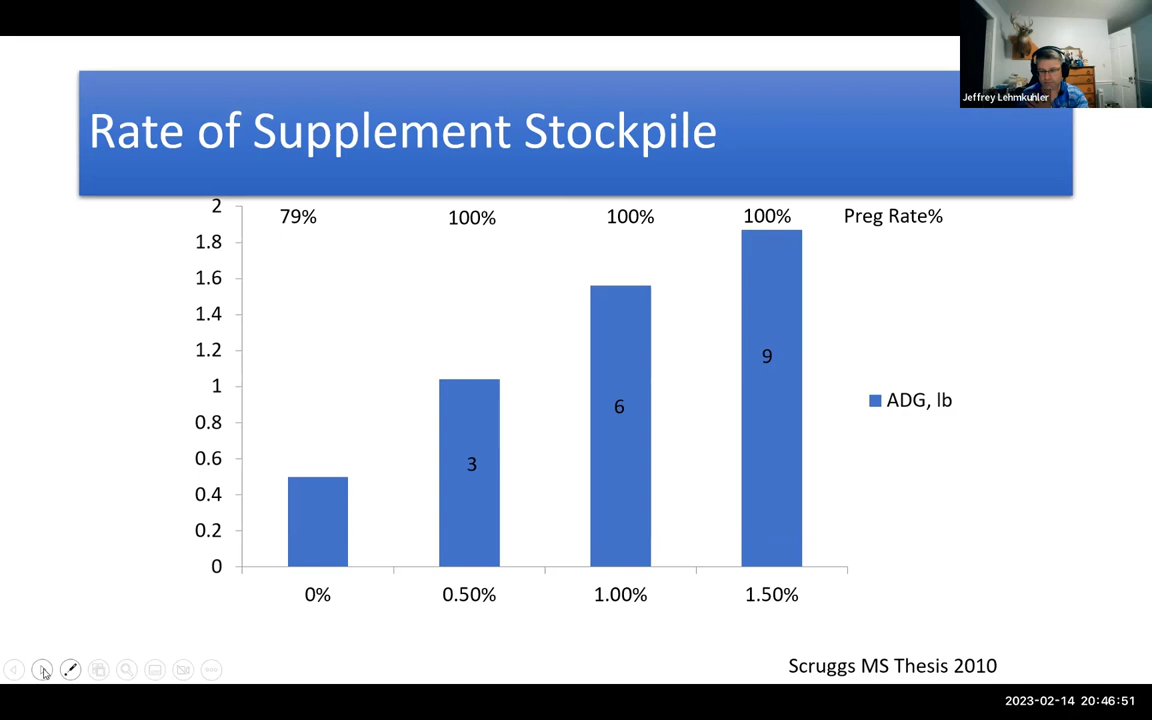 Jeffrey Lehmkuhler
Rate of Supplement Stockpile
79% 100% 100% 100% Preg Rate%
2
1.8
1.6
1.4
1.2
1
0.8
0.6
0.4
0.2
0
3
6
9
ADG, lb
0% 0.50% 1.00% 1.50%
Scruggs MS Thesis 2010
2023-02-14 20:46:51